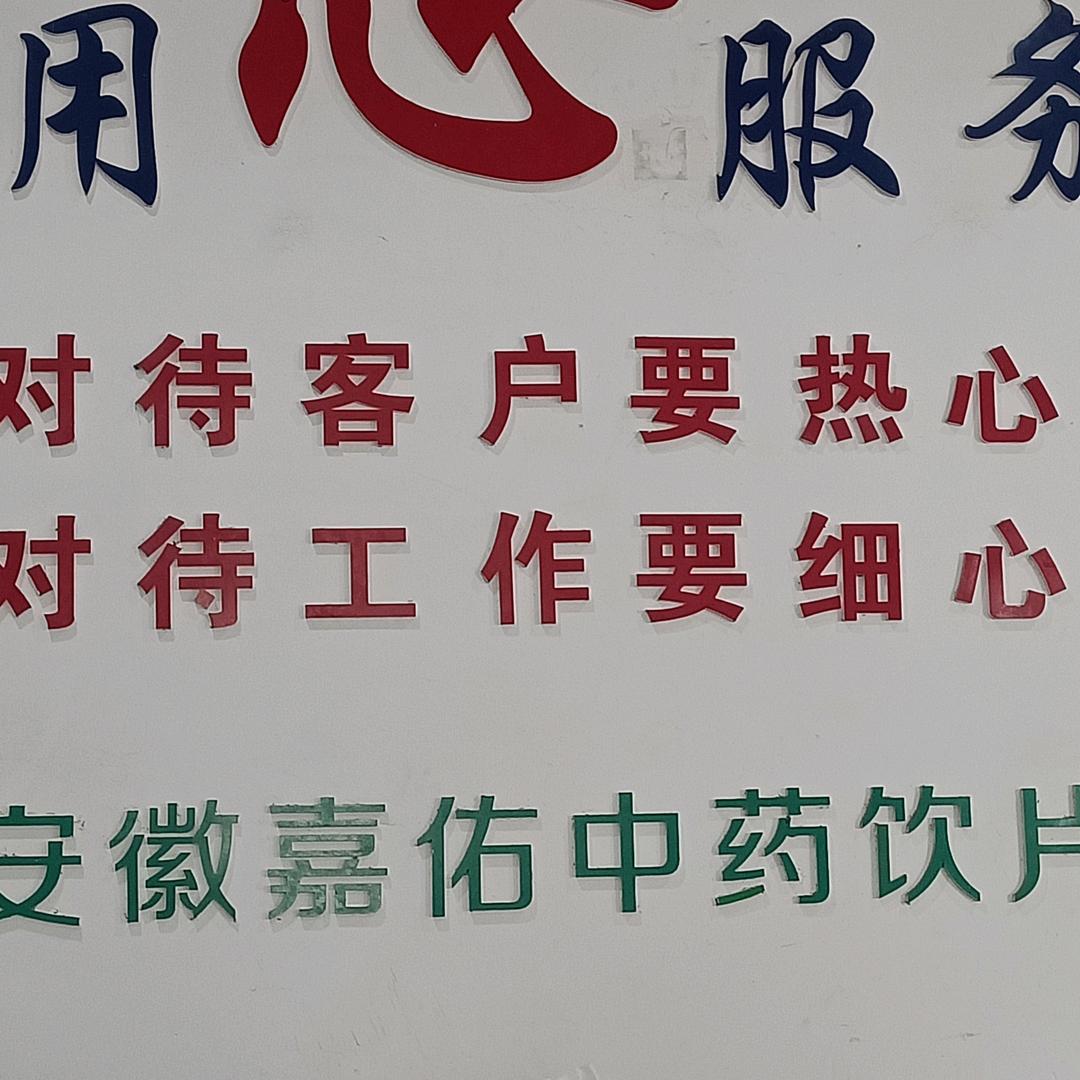 用心服务
对待客户要热心
对待工作要细心
安徽嘉佑中药饮片